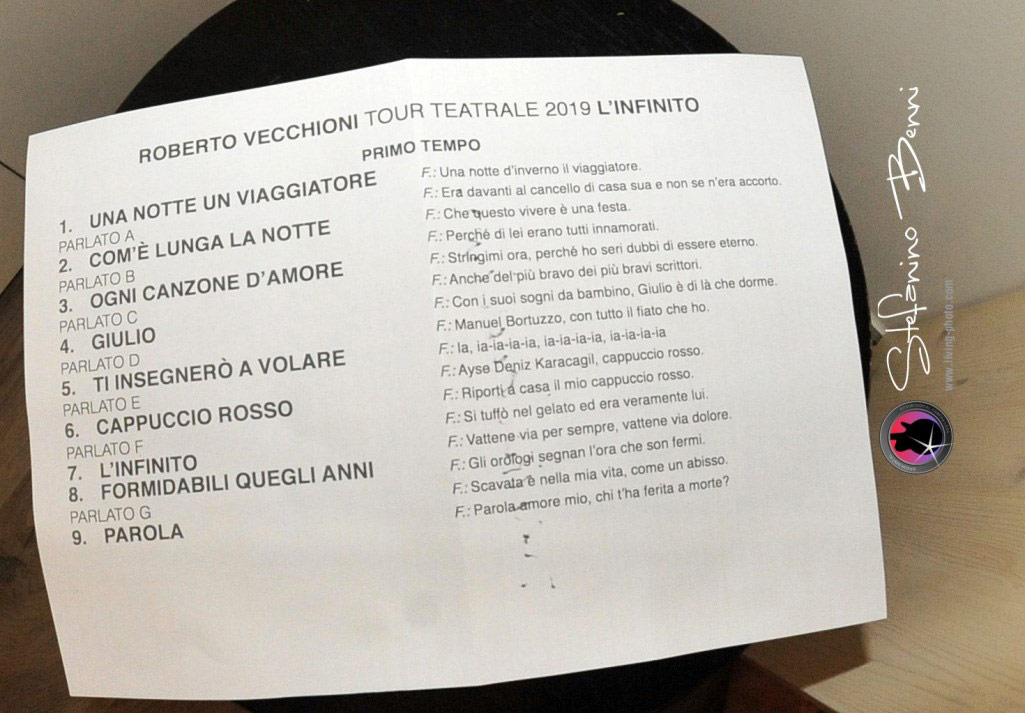 ROBERTO VECCHIONI TOUR TEATRALE 2019 L'INFINITO
PRIMO TEMPO
1. UNA NOTTE UN VIAGGIATORE
PARLATO A
2. COM'È LUNGA LA NOTTE
PARLATO B
3. OGNI CANZONE D'AMORE
PARLATO C
4. GIULIO
PARLATO D
5. TI INSEGNERÒ A VOLARE
PARLATO E
6. CAPPUCCIO ROSSO
PARLATO F
7. L'INFINITO
8. FORMIDABILI QUEGLI ANNI
PARLATO G
9. PAROLA
F.: Una notte d'inverno il viaggiatore.
F.: Era davanti al cancello di casa sua e non se n'era accorto.
F.: Che questo vivere è una festa.
F.: Perché di lei erano tutti innamorati.
F.: Stringimi ora, perché ho seri dubbi di essere eterno.
F.: Anche del più bravo dei più bravi scrittori.
F.: Con i suoi sogni da bambino, Giulio è di là che dorme.
F.: Manuel Bortuzzo, con tutto il fiato che ho.
F.: Ia, ia-ia-ia-ia, ia-ia-ia-ia, ia-ia-ia-ia
F.: Ayse Deniz Karacagil, cappuccio rosso.
F.: Riporti a casa il mio cappuccio rosso.
F.: Si tuffò nel gelato ed era veramente lui.
F.: Vattene via per sempre, vattene via dolore.
F.: Gli orologi segnan l'ora che son fermi.
F.: Scavata è nella mia vita, come un abisso.
F.: Parola amore mio, chi t'ha ferita a morte?
Stefanino Benni
www.living-photo.com